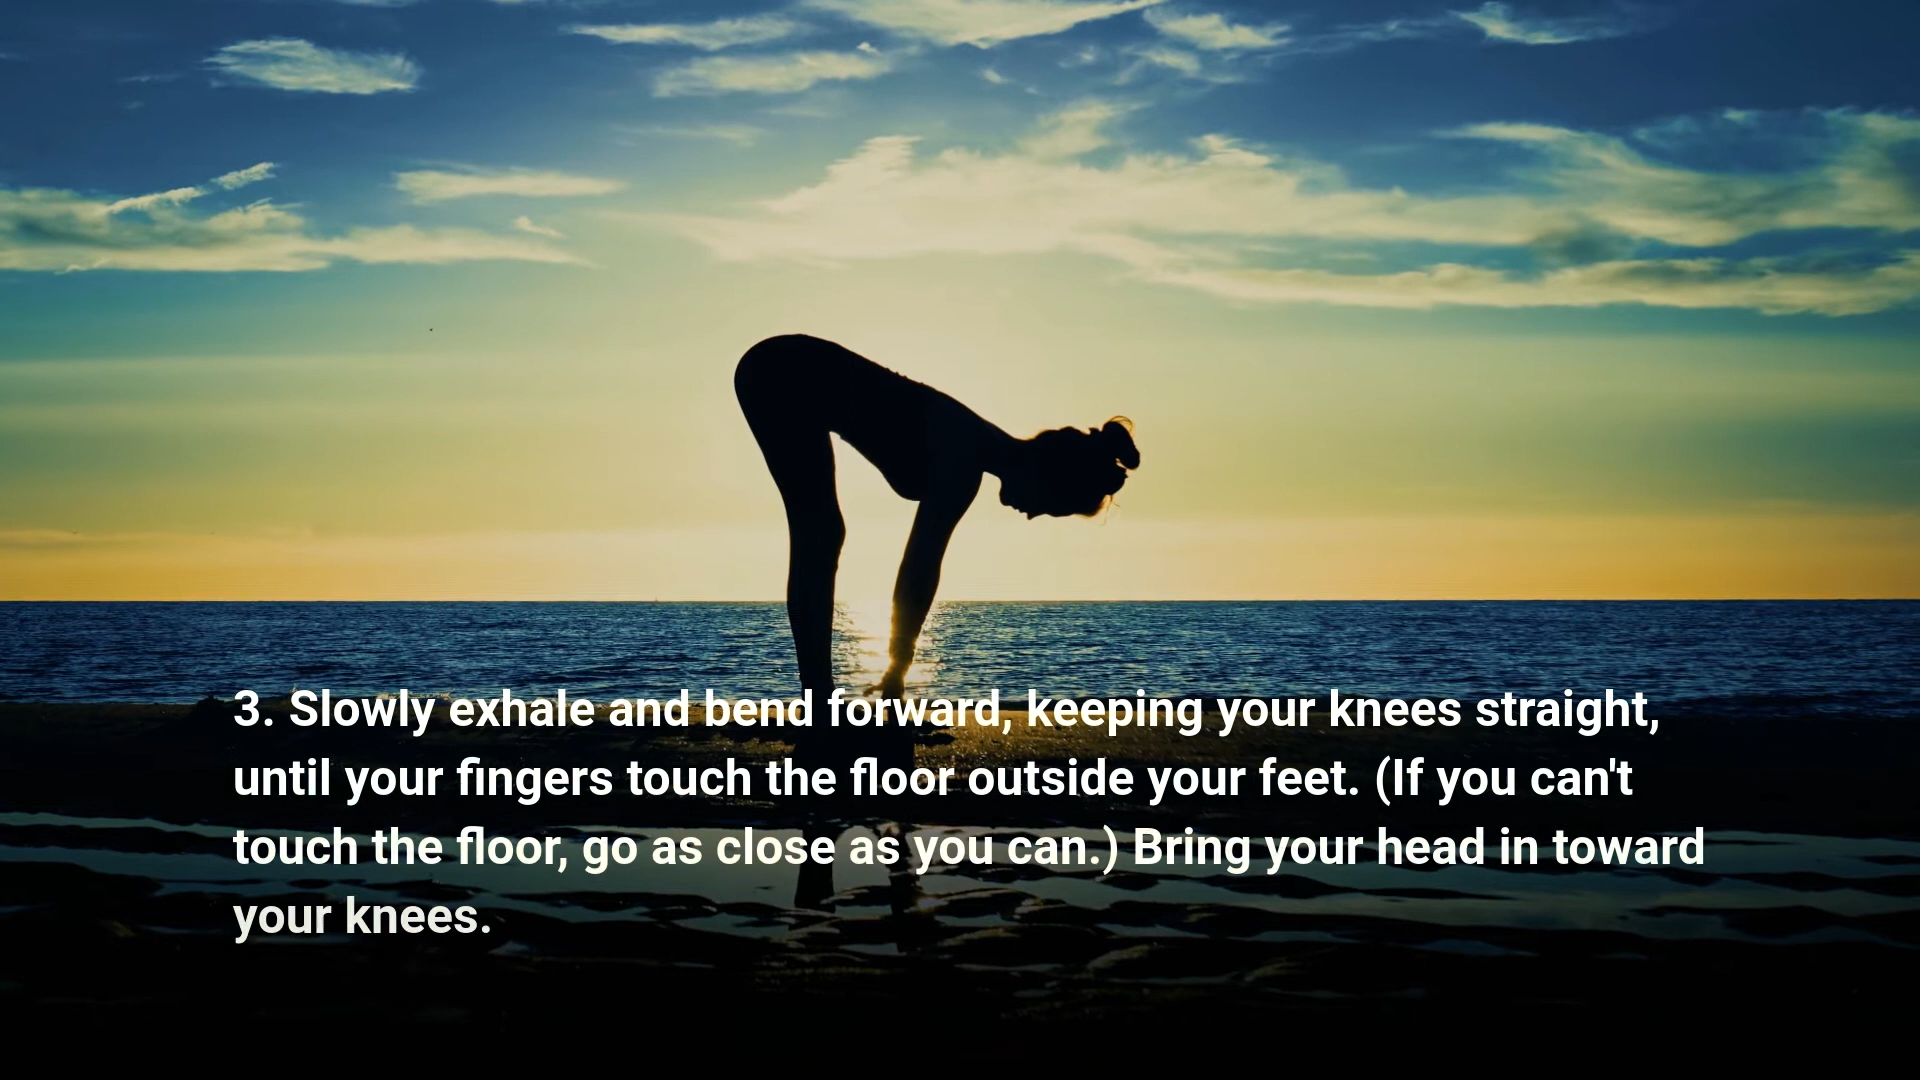 3. Slowly exhale and bend forward, keeping your knees straight,
until your fingers touch the floor outside your feet. (If you can't
touch the floor, go as close as you can.) Bring your head in toward
your knees.